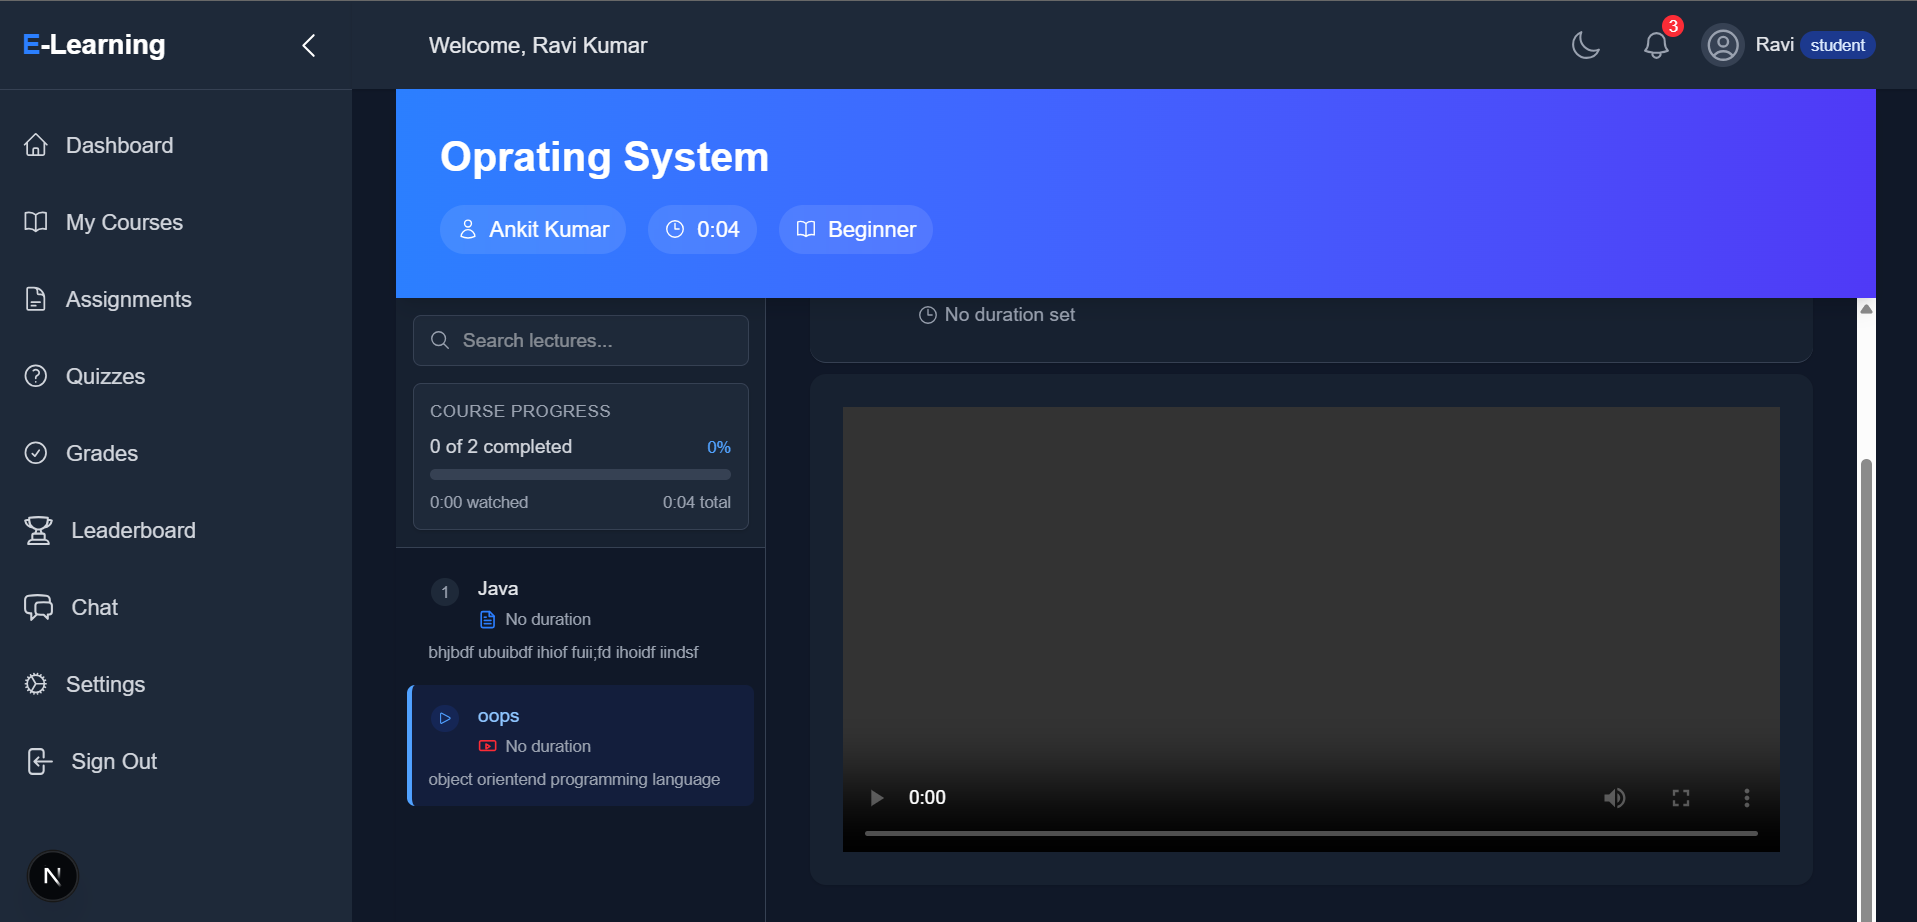 E-Learning
Welcome, Ravi Kumar
3
Ravi student
Dashboard
My Courses
Assignments
Quizzes
Grades
Leaderboard
Chat
Settings
Sign Out
N
Oprating System
Ankit Kumar
0:04
Beginner
Search lectures...
COURSE PROGRESS
0 of 2 completed 0%
0:00 watched 0:04 total
1 Java
No duration
bhjbdf ubuibdf ihiof fuii;fd ihoidf iindsf
oops
No duration
object orientend programming language
No duration set
0:00